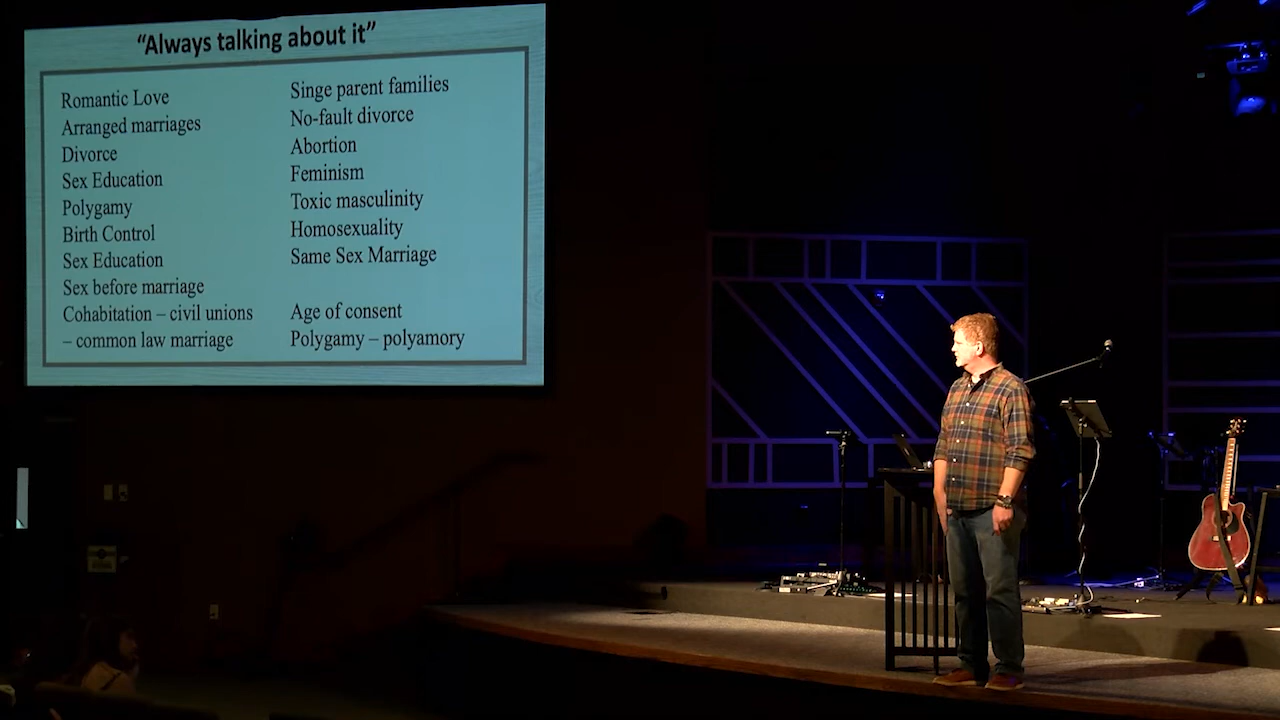 “Always talking about it”
Romantic Love
Arranged marriages
Divorce
Sex Education
Polygamy
Birth Control
Sex Education
Sex before marriage
Cohabitation – civil unions
– common law marriage
Singe parent families
No-fault divorce
Abortion
Feminism
Toxic masculinity
Homosexuality
Same Sex Marriage
Age of consent
Polygamy – polyamory